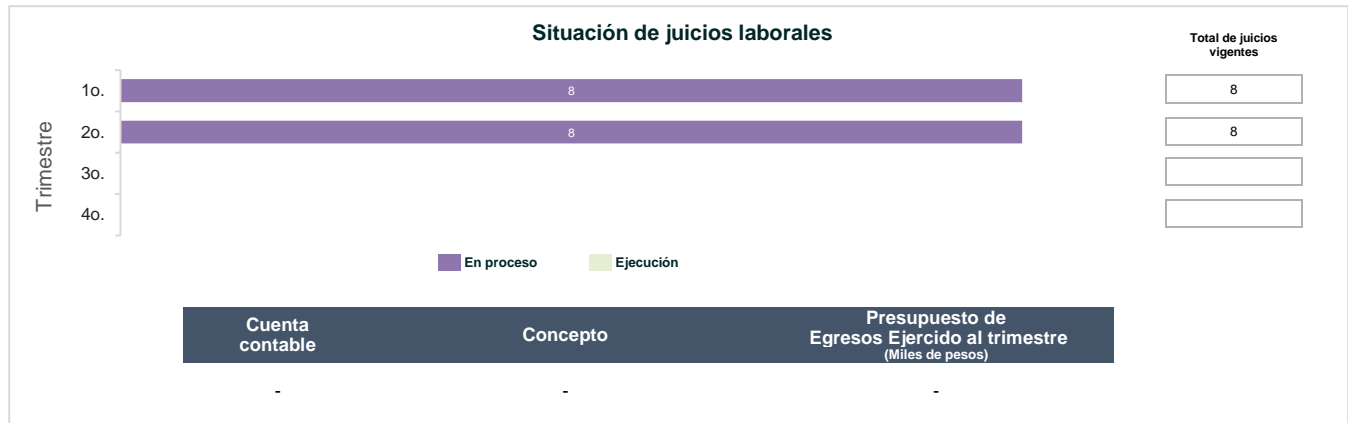 Situación de juicios laborales
Total de juicios
vigentes
Trimestre
1o.
8
8
2o.
8
8
3o.
4o.
En proceso
Ejecución
Cuenta
contable
Concepto
Presupuesto de
Egresos Ejercido al trimestre
(Miles de pesos)
-
-
-